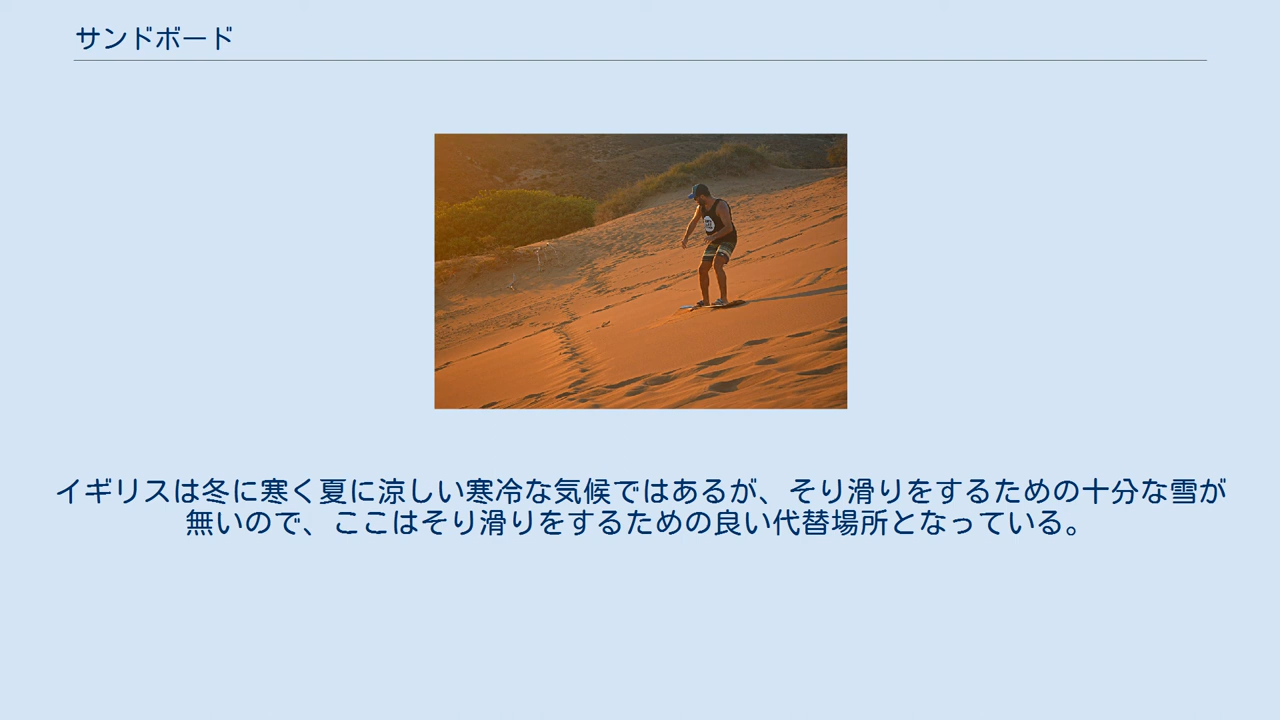 サンドボード
イギリスは冬に寒く夏に涼しい寒冷な気候ではあるが、そり滑りをするための十分な雪が
無いので、ここはそり滑りをするための良い代替場所となっている。